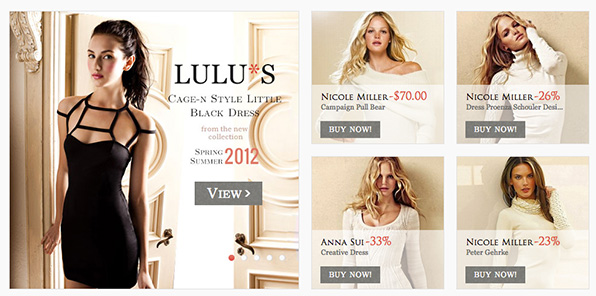 LULU*S
CAGE-N STYLE LITTLE
BLACK DRESS
from the new
collection
SPRING
SUMMER 2012
VIEW >
NICOLE MILLER-$70.00
Campaign Pull Bear
BUY NOW!
NICOLE MILLER-26%
Dress Proenza Schouler Desi...
BUY NOW!
ANNA SUI-33%
Creative Dress
BUY NOW!
NICOLE MILLER-23%
Peter Gehrke
BUY NOW!